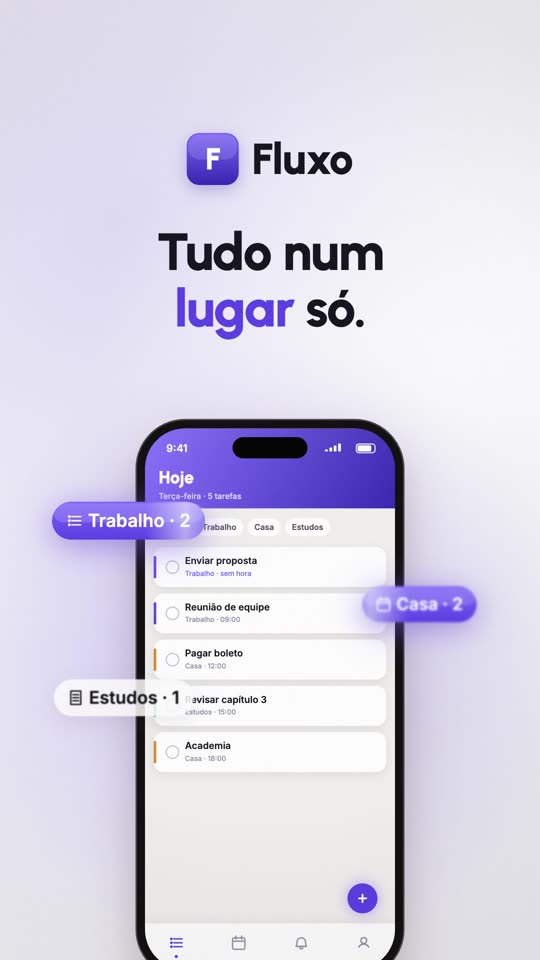 F Fluxo
Tudo num
lugar só.
9:41
Hoje
Terça-feira · 5 tarefas
Trabalho · 2
Trabalho
Casa
Estudos
Enviar proposta
Trabalho · sem hora
Reunião de equipe
Trabalho · 09:00
Casa · 2
Pagar boleto
Casa · 12:00
Estudos · 1
Revisar capítulo 3
Estudos · 15:00
Academia
Casa · 18:00